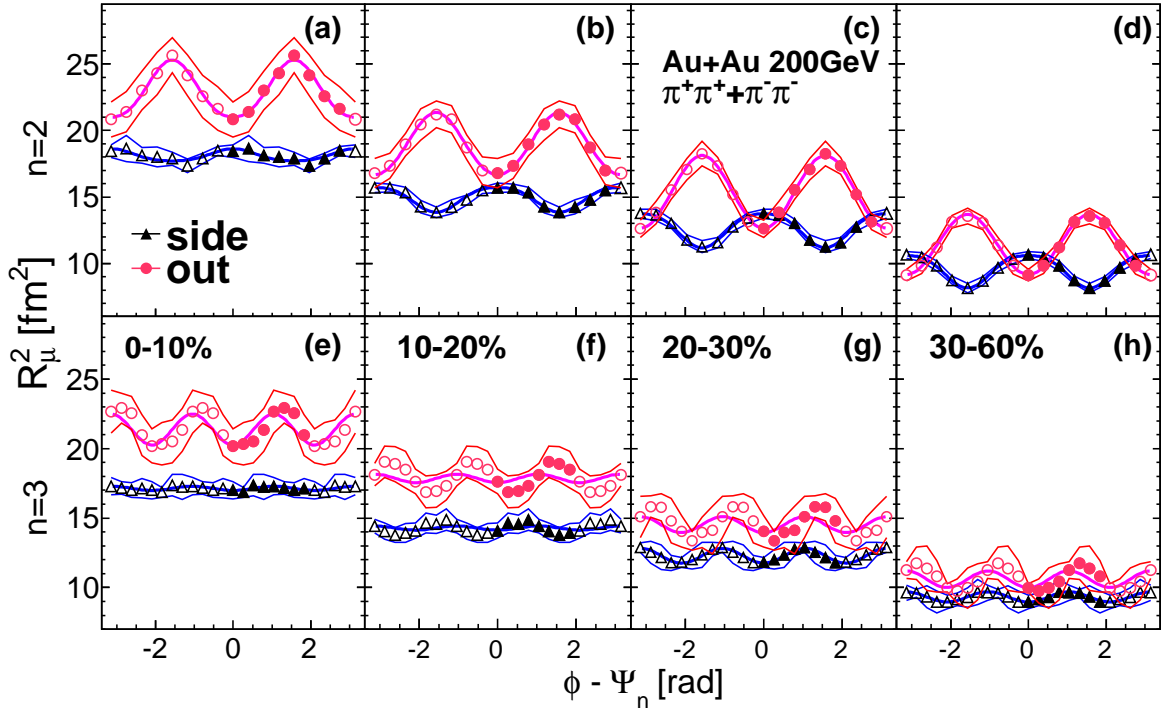 (a) (b) (c) (d)
Au+Au 200GeV
π⁺π⁺+π⁻π⁻
25
20
15
10
n=2
side
out
R²μ [fm²]
0-10% (e) 10-20% (f) 20-30% (g) 30-60% (h)
25
20
15
10
n=3
-2 0 2 -2 0 2 -2 0 2 -2 0 2
ϕ - Ψn [rad]